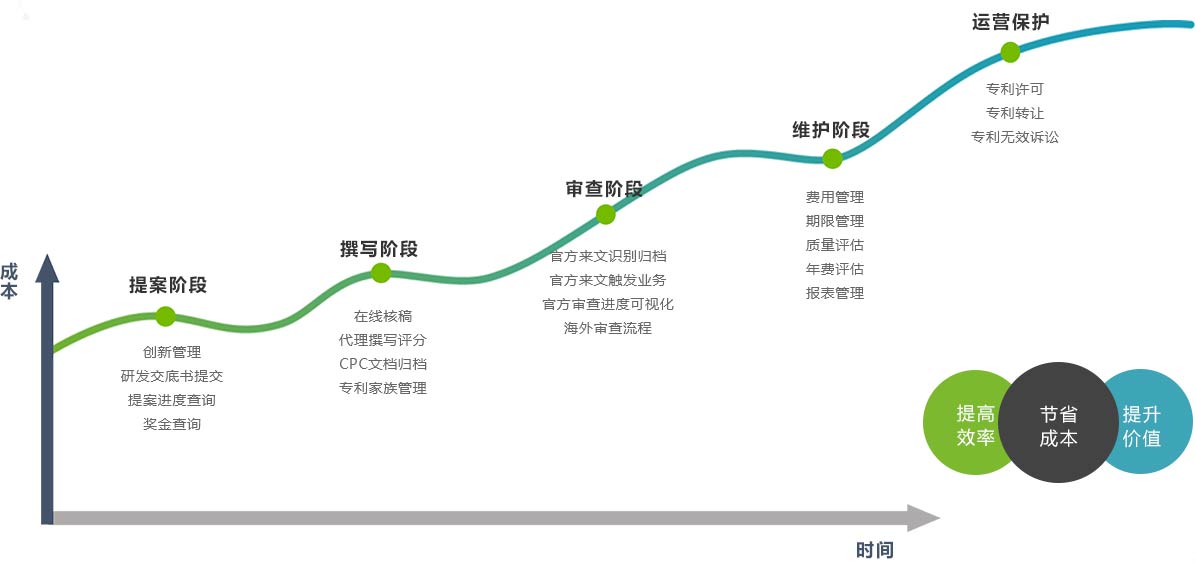 运营保护
专利许可
专利转让
专利无效诉讼
维护阶段
费用管理
期限管理
质量评估
年费评估
报表管理
审查阶段
官方来文识别归档
官方来文触发业务
官方审查进度可视化
海外审查流程
撰写阶段
在线核稿
代理撰写评分
CPC文档归档
专利家族管理
提案阶段
创新管理
研发交底书提交
提案进度查询
奖金查询
成
本
时间
提高
效率
节省
成本
提升
价值